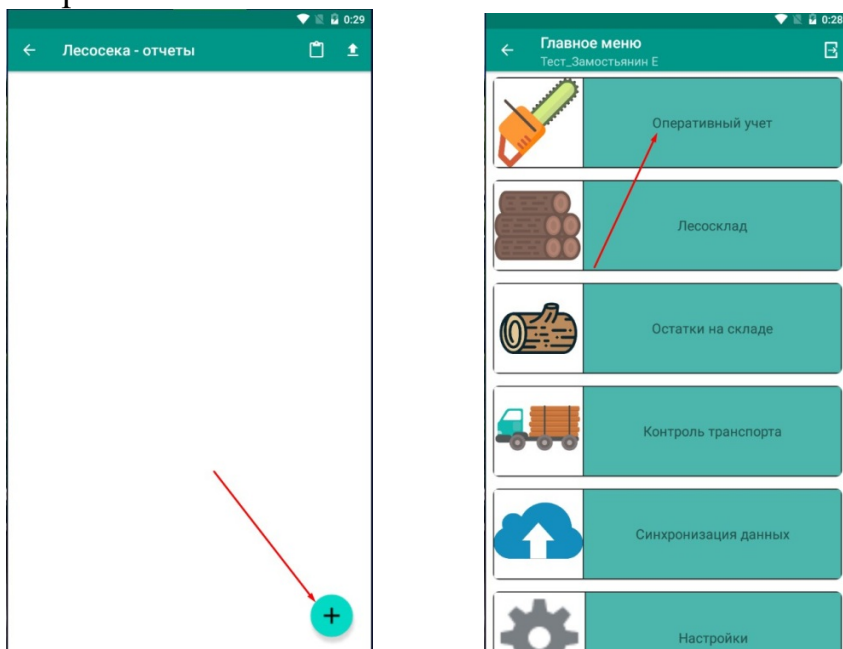 0:29
Лесосека - отчеты
0:28
Главное меню
Тест_Замостьянин Е
Оперативный учет
Лесосклад
Остатки на складе
Контроль транспорта
Синхронизация данных
Настройки